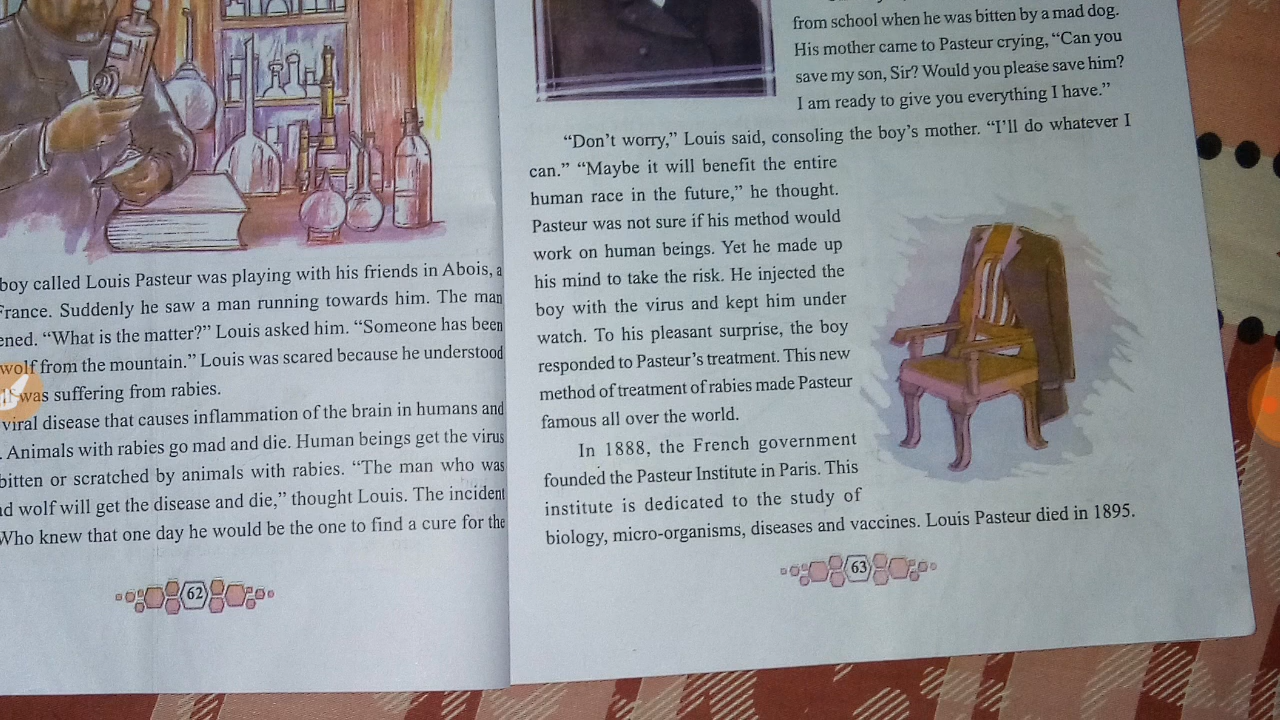 boy called Louis Pasteur was playing with his friends in Abois, a
France. Suddenly he saw a man running towards him. The man
"What is the matter?" Louis asked him. "Someone has been
wolf from the mountain." Louis was scared because he understood
was suffering from rabies.
viral disease that causes inflammation of the brain in humans and
. Animals with rabies go mad and die. Human beings get the virus
bitten or scratched by animals with rabies. "The man who was
wolf will get the disease and die," thought Louis. The incident
Who knew that one day he would be the one to find a cure for the
62
from school when he was bitten by a mad dog.
His mother came to Pasteur crying, "Can you
save my son, Sir? Would you please save him?
I am ready to give you everything I have."
"Don't worry," Louis said, consoling the boy's mother. "I'll do whatever I
can." "Maybe it will benefit the entire
human race in the future," he thought.
Pasteur was not sure if his method would
work on human beings. Yet he made up
his mind to take the risk. He injected the
boy with the virus and kept him under
watch. To his pleasant surprise, the boy
responded to Pasteur's treatment. This new
method of treatment of rabies made Pasteur
famous all over the world.
In 1888, the French government
founded the Pasteur Institute in Paris. This
institute is dedicated to the study of
biology, micro-organisms, diseases and vaccines. Louis Pasteur died in 1895.
63